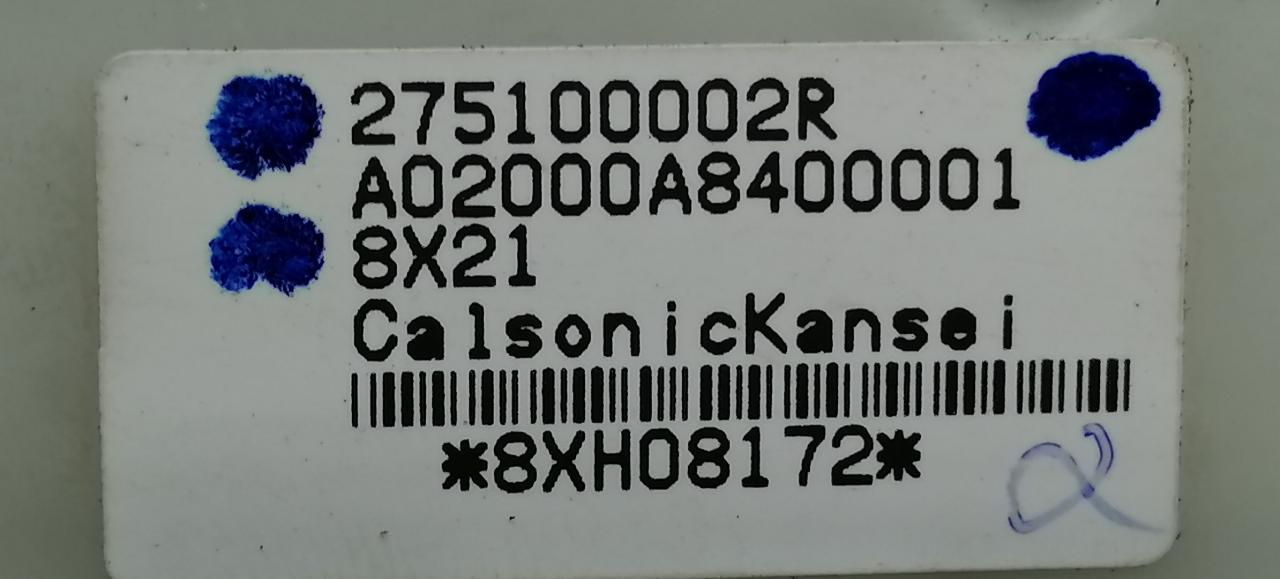 275100002R
A02000A8400001
8X21
CalsonicKansei
*8XH08172*